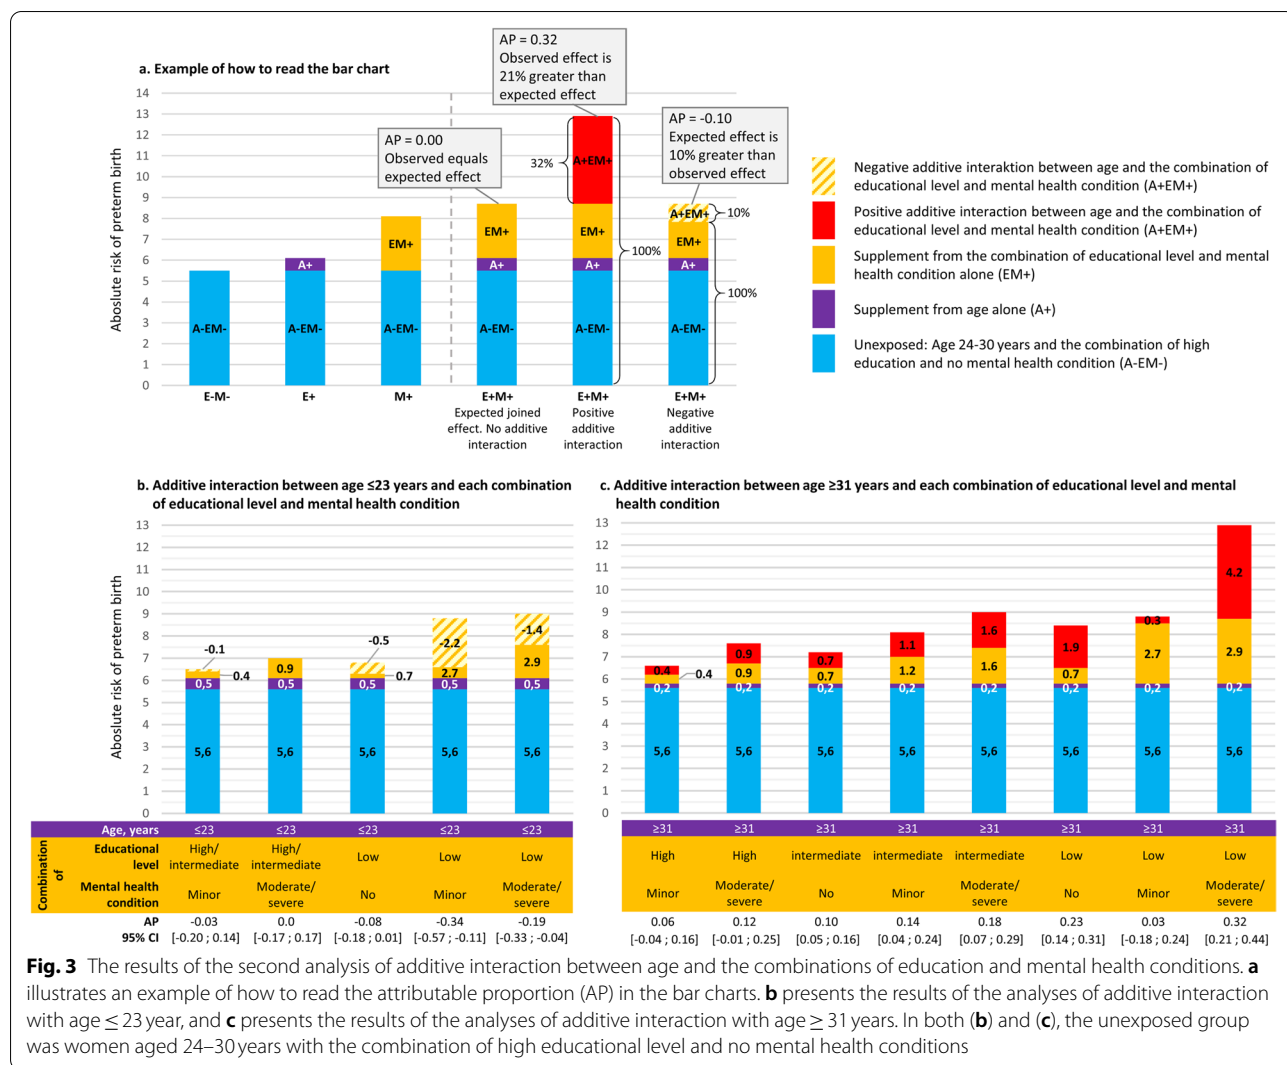 a. Example of how to read the bar chart
AP = 0.32
Observed effect is
21% greater than
expected effect
AP = 0.00
Observed equals
expected effect
AP = -0.10
Expected effect is
10% greater than
observed effect
Aboslute risk of preterm birth
14
13
12
11
10
9
8
7
6
5
4
3
2
1
0
A-EM-
A+
A-EM-
EM+
A-EM-
EM+
A+
A-EM-
32%
A+EM+
EM+
A+
A-EM-
100%
A+EM+
10%
EM+
A+
A-EM-
100%
E-M-
E+
M+
E+M+
Expected joined
effect. No additive
interaction
E+M+
Positive
additive
interaction
E+M+
Negative
additive
interaction
Negative additive interaktion between age and the combination of
educational level and mental health condition (A+EM+)
Positive additive interaction between age and the combination of
educational level and mental health condition (A+EM+)
Supplement from the combination of educational level and mental
health condition alone (EM+)
Supplement from age alone (A+)
Unexposed: Age 24-30 years and the combination of high
education and no mental health condition (A-EM-)
b. Additive interaction between age ≤23 years and each combination
of educational level and mental health condition
Aboslute risk of preterm birth
13
12
11
10
9
8
7
6
5
4
3
2
1
0
-0.1
0.4
0,5
5,6
0.9
0,5
5,6
-0.5
0.7
0,5
5,6
-2.2
2.7
0,5
5,6
-1.4
2.9
0,5
5,6
c. Additive interaction between age ≥31 years and each combination of educational level and mental
health condition
13
12
11
10
9
8
7
6
5
4
3
2
1
0
0.4
0.4
0,2
5,6
0.9
0.9
0,2
5,6
0.7
0.7
0,2
5,6
1.1
1.2
0,2
5,6
1.6
1.6
0,2
5,6
1.9
0.7
0,2
5,6
0.3
2.7
0,2
5,6
4.2
2.9
0,2
5,6
Age, years ≤23 ≤23 ≤23 ≤23 ≤23 ≥31 ≥31 ≥31 ≥31 ≥31 ≥31 ≥31 ≥31
Combination
of
Educational
level
High/
intermediate
High/
intermediate
Low Low Low High High intermediate intermediate intermediate Low Low Low
Mental health
condition
Minor
Moderate/
severe
No
Minor
Moderate/
severe
Minor
Moderate/
severe
No
Minor
Moderate/
severe
No
Minor
Moderate/
severe
AP -0.03 0.0 -0.08 -0.34 -0.19 0.06 0.12 0.10 0.14 0.18 0.23 0.03 0.32
95% CI [-0.20 ; 0.14] [-0.17 ; 0.17] [-0.18 ; 0.01] [-0.57 ; -0.11] [-0.33 ; -0.04] [-0.04 ; 0.16] [-0.01 ; 0.25] [0.05 ; 0.16] [0.04 ; 0.24] [0.07 ; 0.29] [0.14 ; 0.31] [-0.18 ; 0.24] [0.21 ; 0.44]
Fig. 3 The results of the second analysis of additive interaction between age and the combinations of education and mental health conditions. a
illustrates an example of how to read the attributable proportion (AP) in the bar charts. b presents the results of the analyses of additive interaction
with age ≤ 23 year, and c presents the results of the analyses of additive interaction with age ≥ 31 years. In both (b) and (c), the unexposed group
was women aged 24–30 years with the combination of high educational level and no mental health conditions